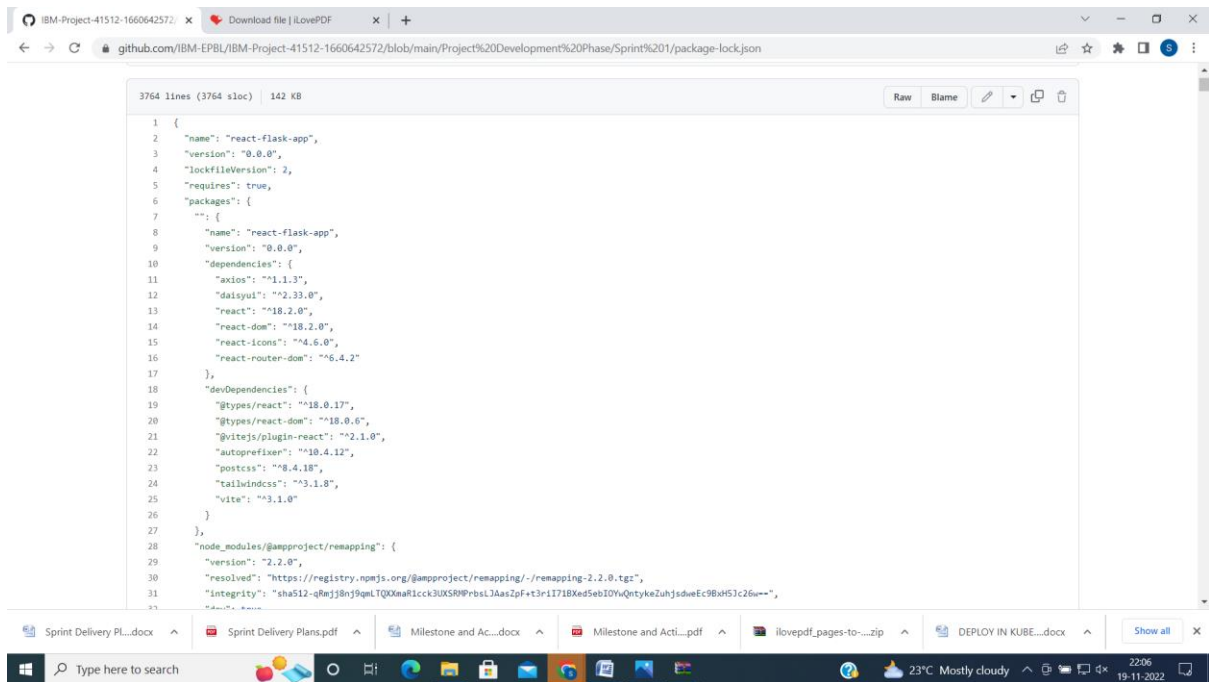 IBM-Project-41512-1660642572/
Download file | iLovePDF
github.com/IBM-EPBL/IBM-Project-41512-1660642572/blob/main/Project%20Development%20Phase/Sprint%201/package-lock.json
S
3764 lines (3764 sloc) 142 KB
Raw Blame
1 {
2 "name": "react-flask-app",
3 "version": "0.0.0",
4 "lockfileVersion": 2,
5 "requires": true,
6 "packages": {
7 "": {
8 "name": "react-flask-app",
9 "version": "0.0.0",
10 "dependencies": {
11 "axios": "^1.1.3",
12 "daisyui": "^2.33.0",
13 "react": "^18.2.0",
14 "react-dom": "^18.2.0",
15 "react-icons": "^4.6.0",
16 "react-router-dom": "^6.4.2"
17 },
18 "devDependencies": {
19 "@types/react": "^18.0.17",
20 "@types/react-dom": "^18.0.6",
21 "@vitejs/plugin-react": "^2.1.0",
22 "autoprefixer": "^10.4.12",
23 "postcss": "^8.4.18",
24 "tailwindcss": "^3.1.8",
25 "vite": "^3.1.0"
26 }
27 },
28 "node_modules/@ampproject/remapping": {
29 "version": "2.2.0",
30 "resolved": "https://registry.npmjs.org/@ampproject/remapping/-/remapping-2.2.0.tgz",
31 "integrity": "sha512-qRmjj8nj9qmLTQXXmaR1cck3UXSRMPrbsLJAasZpF+t3riI71BXed5ebIOYwQntykeZuhjsdweEc9BxH5Jc26w=="
32 "dev": true
Sprint Delivery Pl....docx
Sprint Delivery Plans.pdf
Milestone and Ac....docx
Milestone and Acti....pdf
ilovepdf_pages-to-....zip
DEPLOY IN KUBE....docx
Show all
Type here to search
23°C Mostly cloudy
22:06
19-11-2022